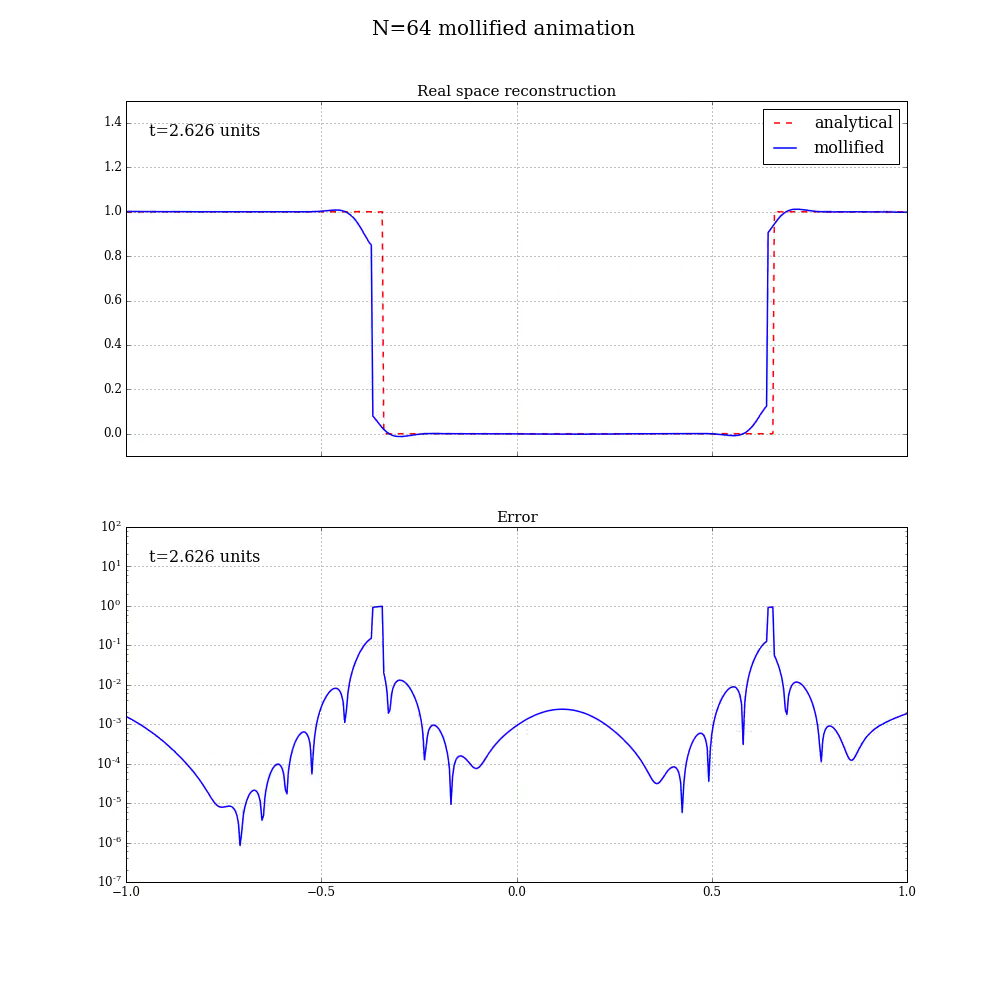 N=64 mollified animation
Real space reconstruction
t=2.626 units
analytical
mollified
1.4
1.2
1.0
0.8
0.6
0.4
0.2
0.0
Error
t=2.626 units
10²
10¹
10⁰
10⁻¹
10⁻²
10⁻³
10⁻⁴
10⁻⁵
10⁻⁶
10⁻⁷
−1.0 −0.5 0.0 0.5 1.0